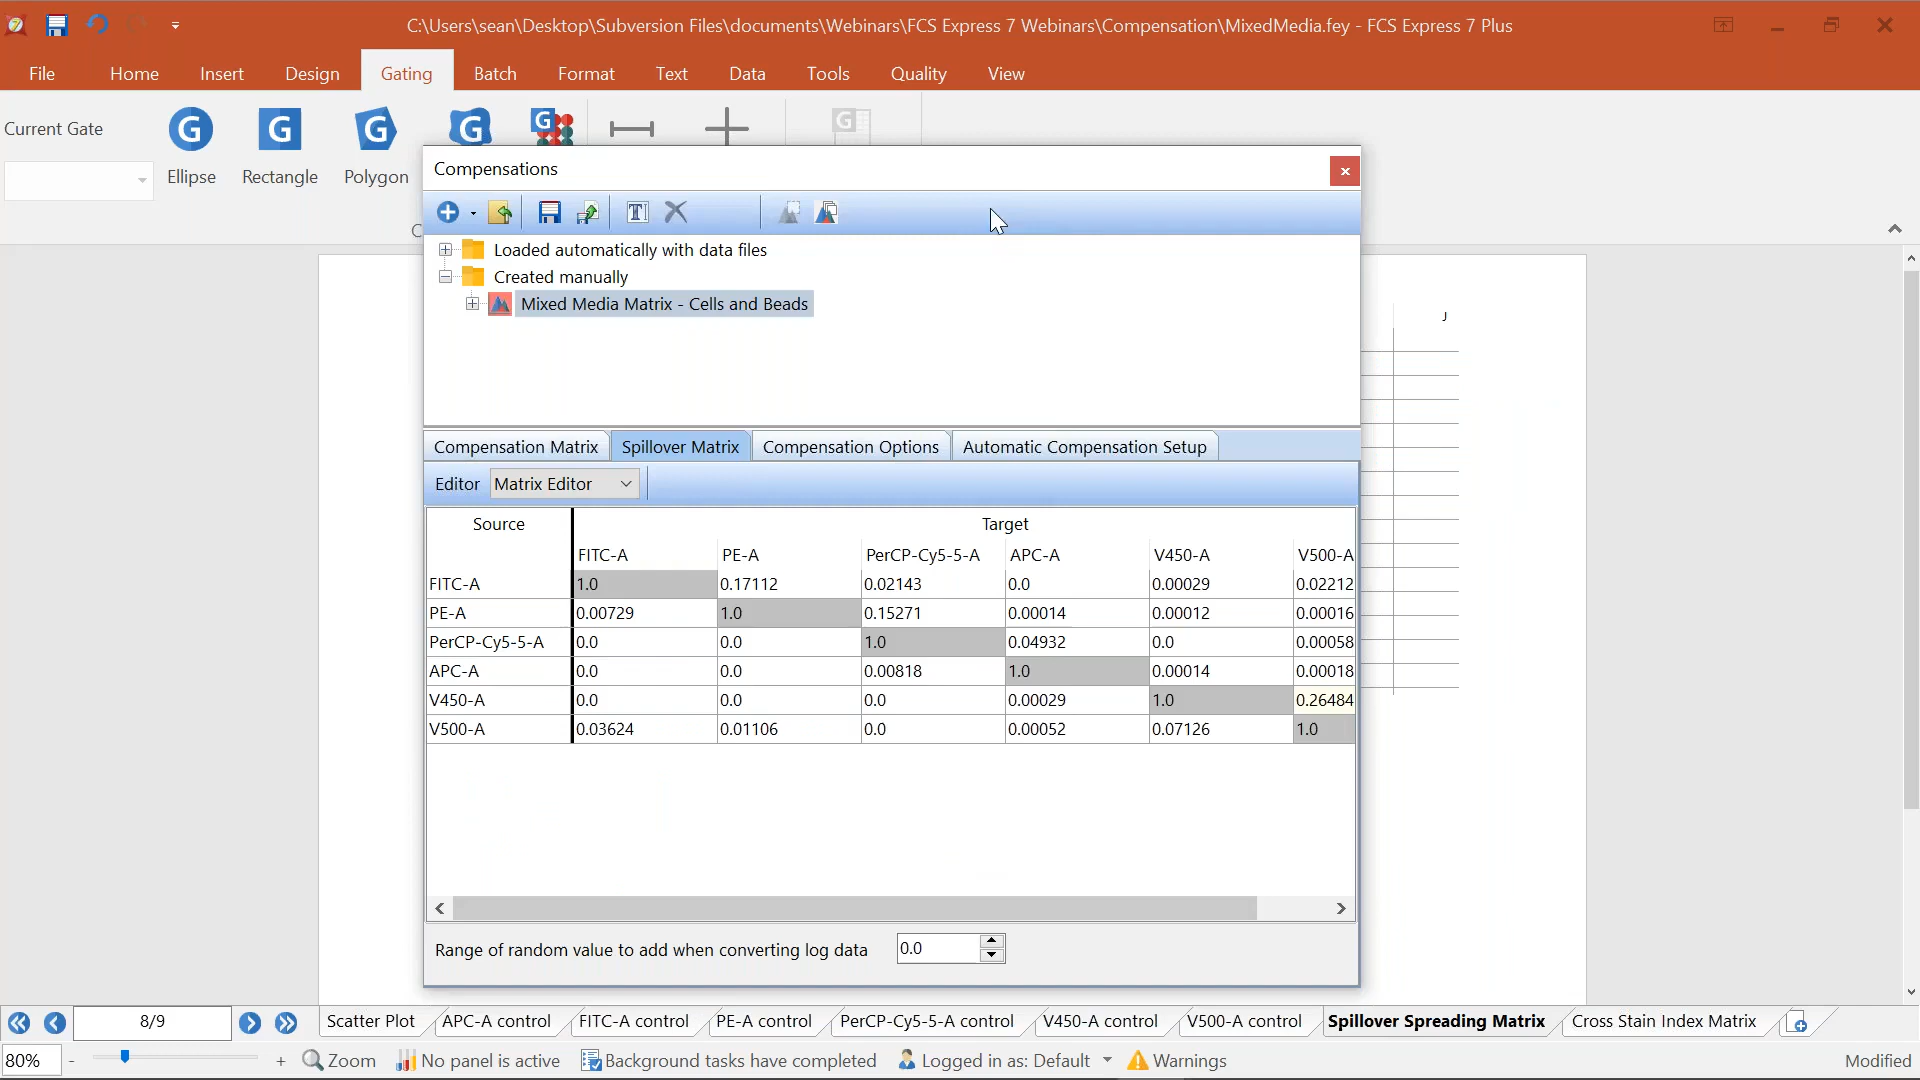 C:\Users\sean\Desktop\Subversion Files\documents\Webinars\FCS Express 7 Webinars\Compensation\MixedMedia.fey - FCS Express 7 Plus
File Home Insert Design Gating Batch Format Text Data Tools Quality View
Current Gate
Ellipse Rectangle Polygon
Compensations
Loaded automatically with data files
Created manually
Mixed Media Matrix - Cells and Beads
J
Compensation Matrix Spillover Matrix Compensation Options Automatic Compensation Setup
Editor Matrix Editor
Source Target
FITC-A PE-A PerCP-Cy5-5-A APC-A V450-A V500-A
FITC-A 1.0 0.17112 0.02143 0.0 0.00029 0.02212
PE-A 0.00729 1.0 0.15271 0.00014 0.00012 0.00016
PerCP-Cy5-5-A 0.0 0.0 1.0 0.04932 0.0 0.00058
APC-A 0.0 0.0 0.00818 1.0 0.00014 0.00018
V450-A 0.0 0.0 0.0 0.00029 1.0 0.26484
V500-A 0.03624 0.01106 0.0 0.00052 0.07126 1.0
Range of random value to add when converting log data 0.0
8/9 Scatter Plot APC-A control FITC-A control PE-A control PerCP-Cy5-5-A control V450-A control V500-A control Spillover Spreading Matrix Cross Stain Index Matrix
80% - + Zoom No panel is active Background tasks have completed Logged in as: Default Warnings Modified